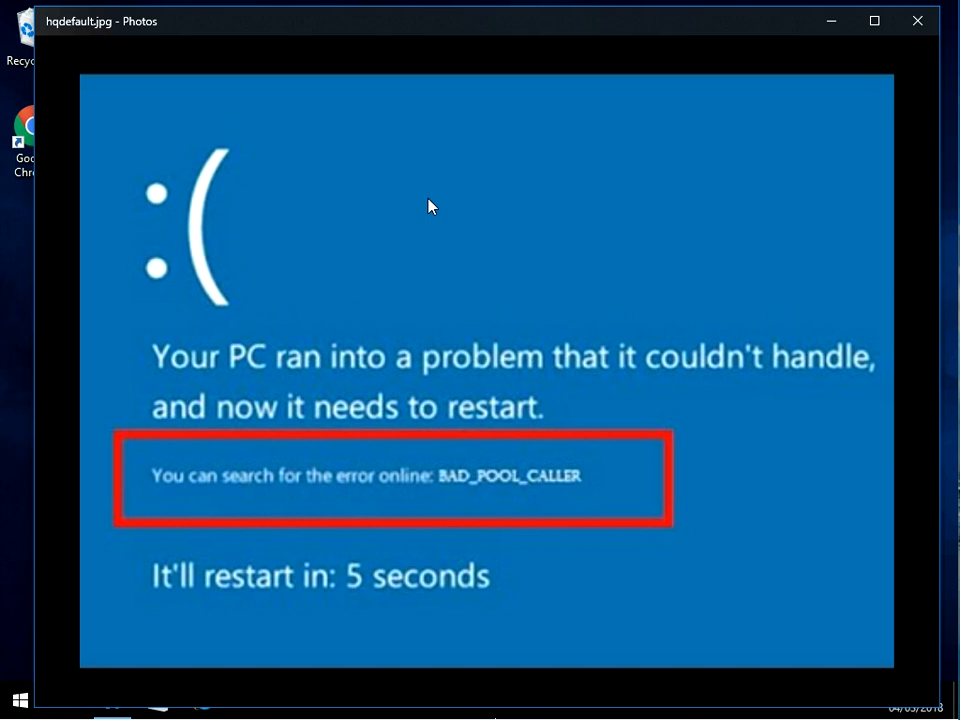 hqdefault.jpg - Photos
Your PC ran into a problem that it couldn't handle,
and now it needs to restart.
You can search for the error online: BAD_POOL_CALLER
It'll restart in: 5 seconds